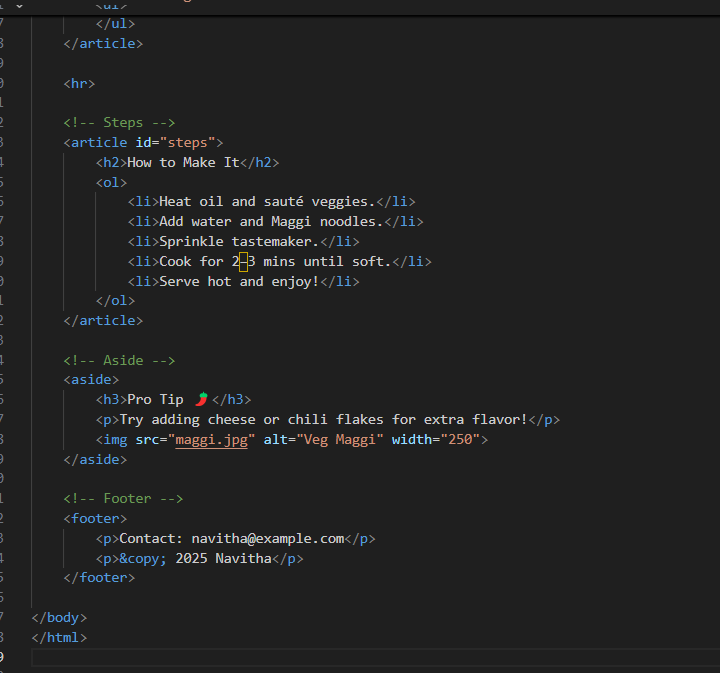 <ul>
</ul>
</article>
<hr>
<!-- Steps -->
<article id="steps">
<h2>How to Make It</h2>
<ol>
<li>Heat oil and sauté veggies.</li>
<li>Add water and Maggi noodles.</li>
<li>Sprinkle tastemaker.</li>
<li>Cook for 2–3 mins until soft.</li>
<li>Serve hot and enjoy!</li>
</ol>
</article>
<!-- Aside -->
<aside>
<h3>Pro Tip 🌶️</h3>
<p>Try adding cheese or chili flakes for extra flavor!</p>
<img src="maggi.jpg" alt="Veg Maggi" width="250">
</aside>
<!-- Footer -->
<footer>
<p>Contact: navitha@example.com</p>
<p>&copy; 2025 Navitha</p>
</footer>
</body>
</html>